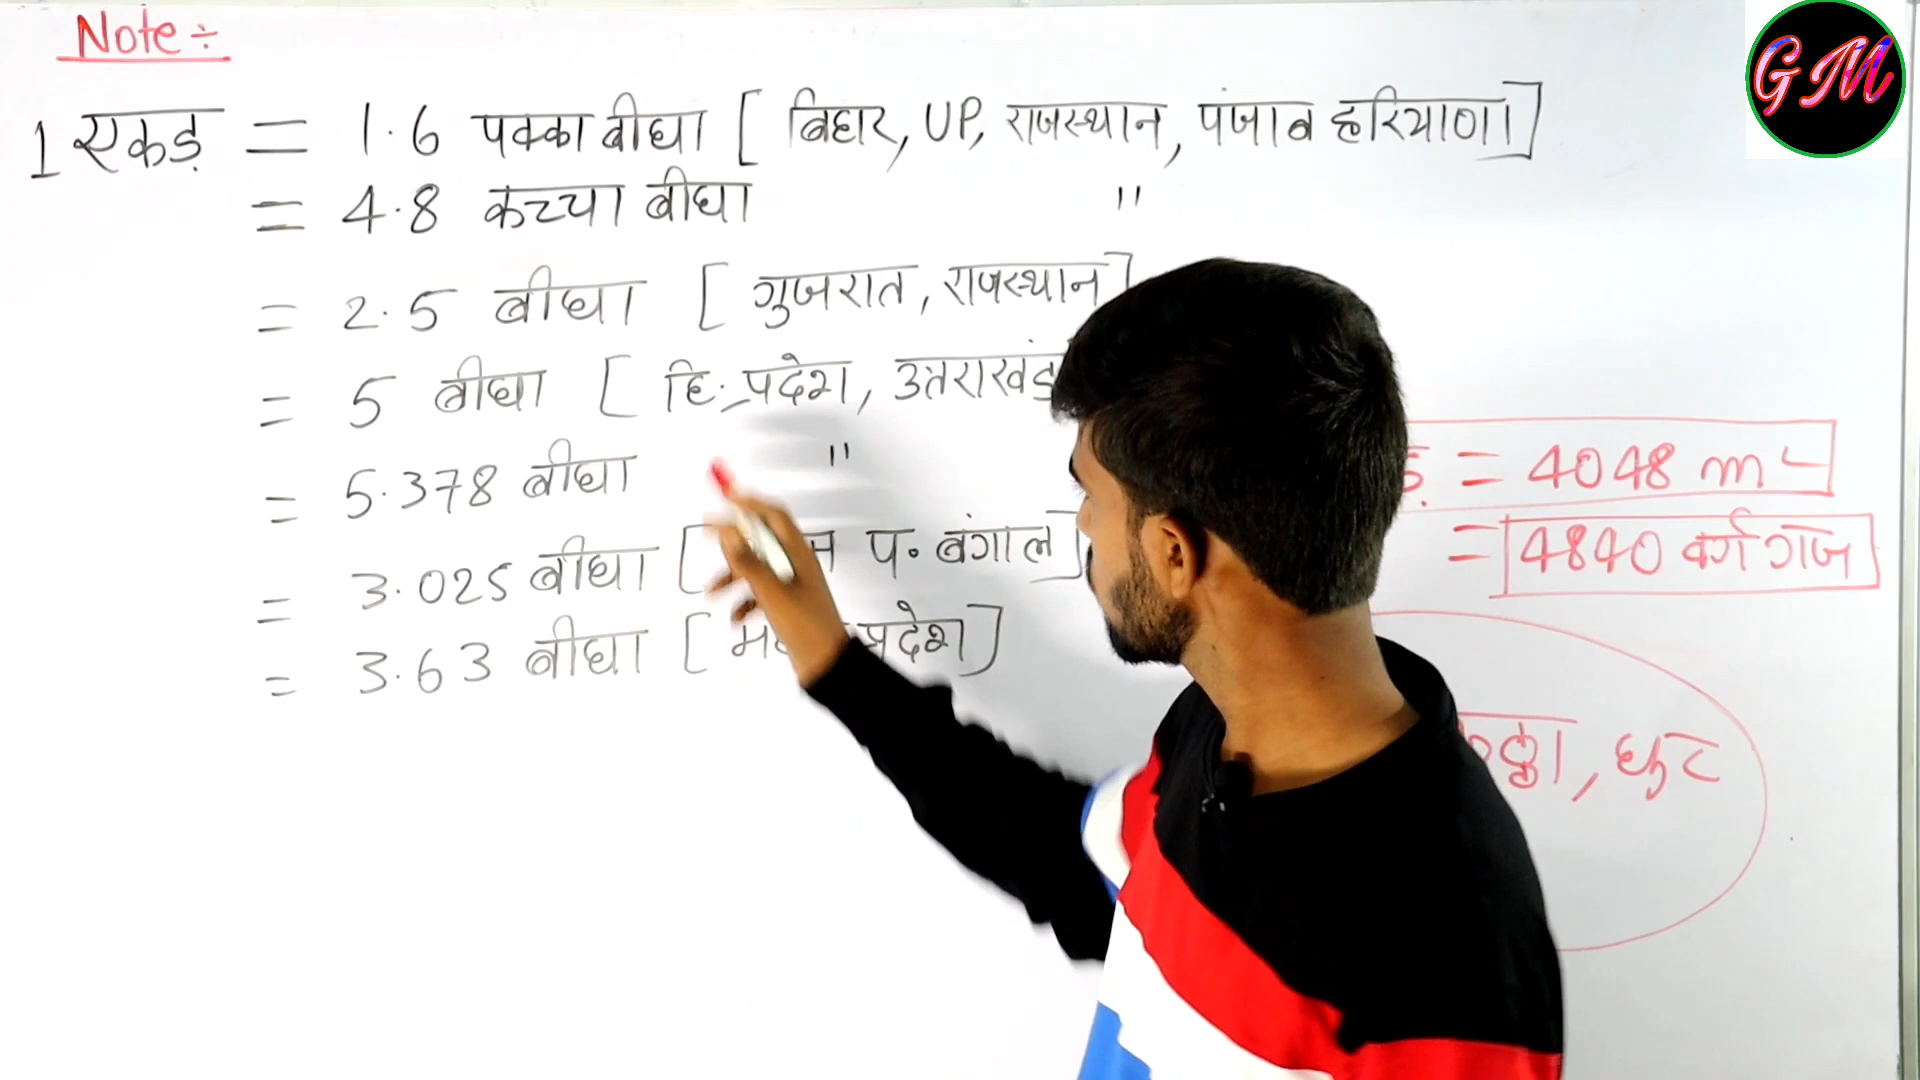 Note ÷
GM
1 एकड़ = 1.6 पक्का बीघा [ बिहार, UP, राजस्थान, पंजाब हरियाणा ]
= 4.8 कच्चा बीघा "
= 2.5 बीघा [ गुजरात, राजस्थान ]
= 5 बीघा [ हि. प्रदेश, उत्तराखंड
= 5.378 बीघा "
= 3.025 बीघा [ प. बंगाल ]
= 3.63 बीघा [ प्रदेश ]
= 4048 m²
= 4840 वर्ग गज
, फुट